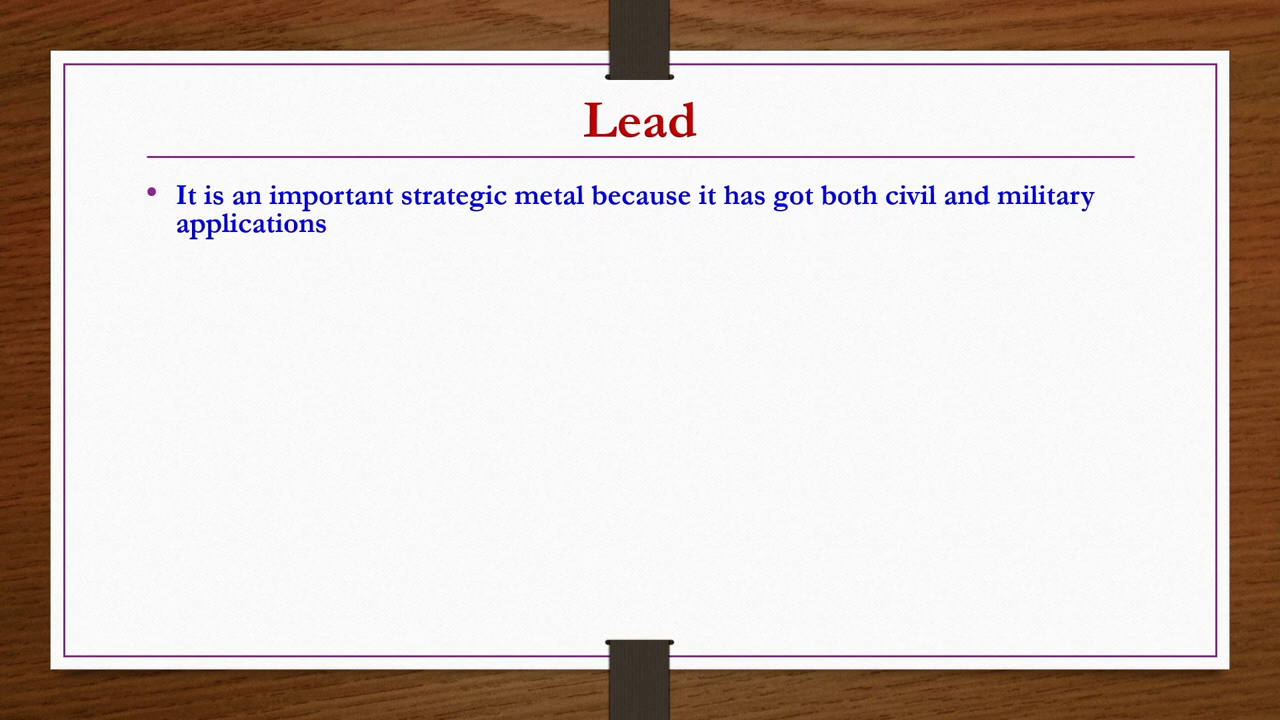 Lead
• It is an important strategic metal because it has got both civil and military
applications